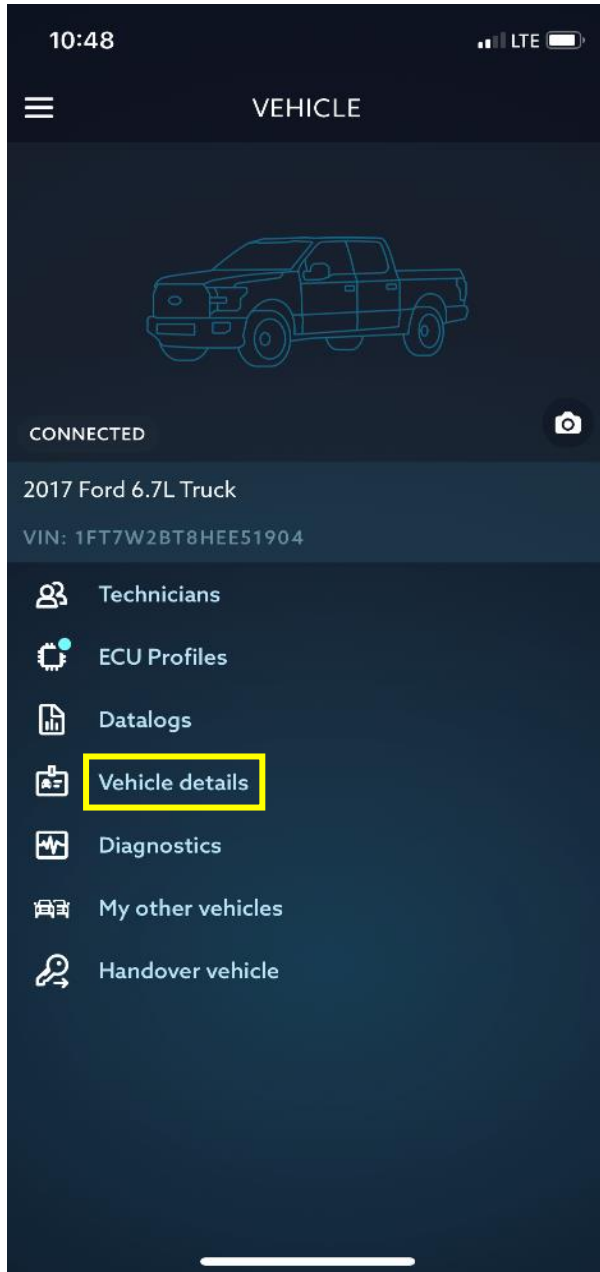 10:48
LTE
VEHICLE
CONNECTED
2017 Ford 6.7L Truck
VIN: 1FT7W2BT8HEE51904
Technicians
ECU Profiles
Datalogs
Vehicle details
Diagnostics
My other vehicles
Handover vehicle